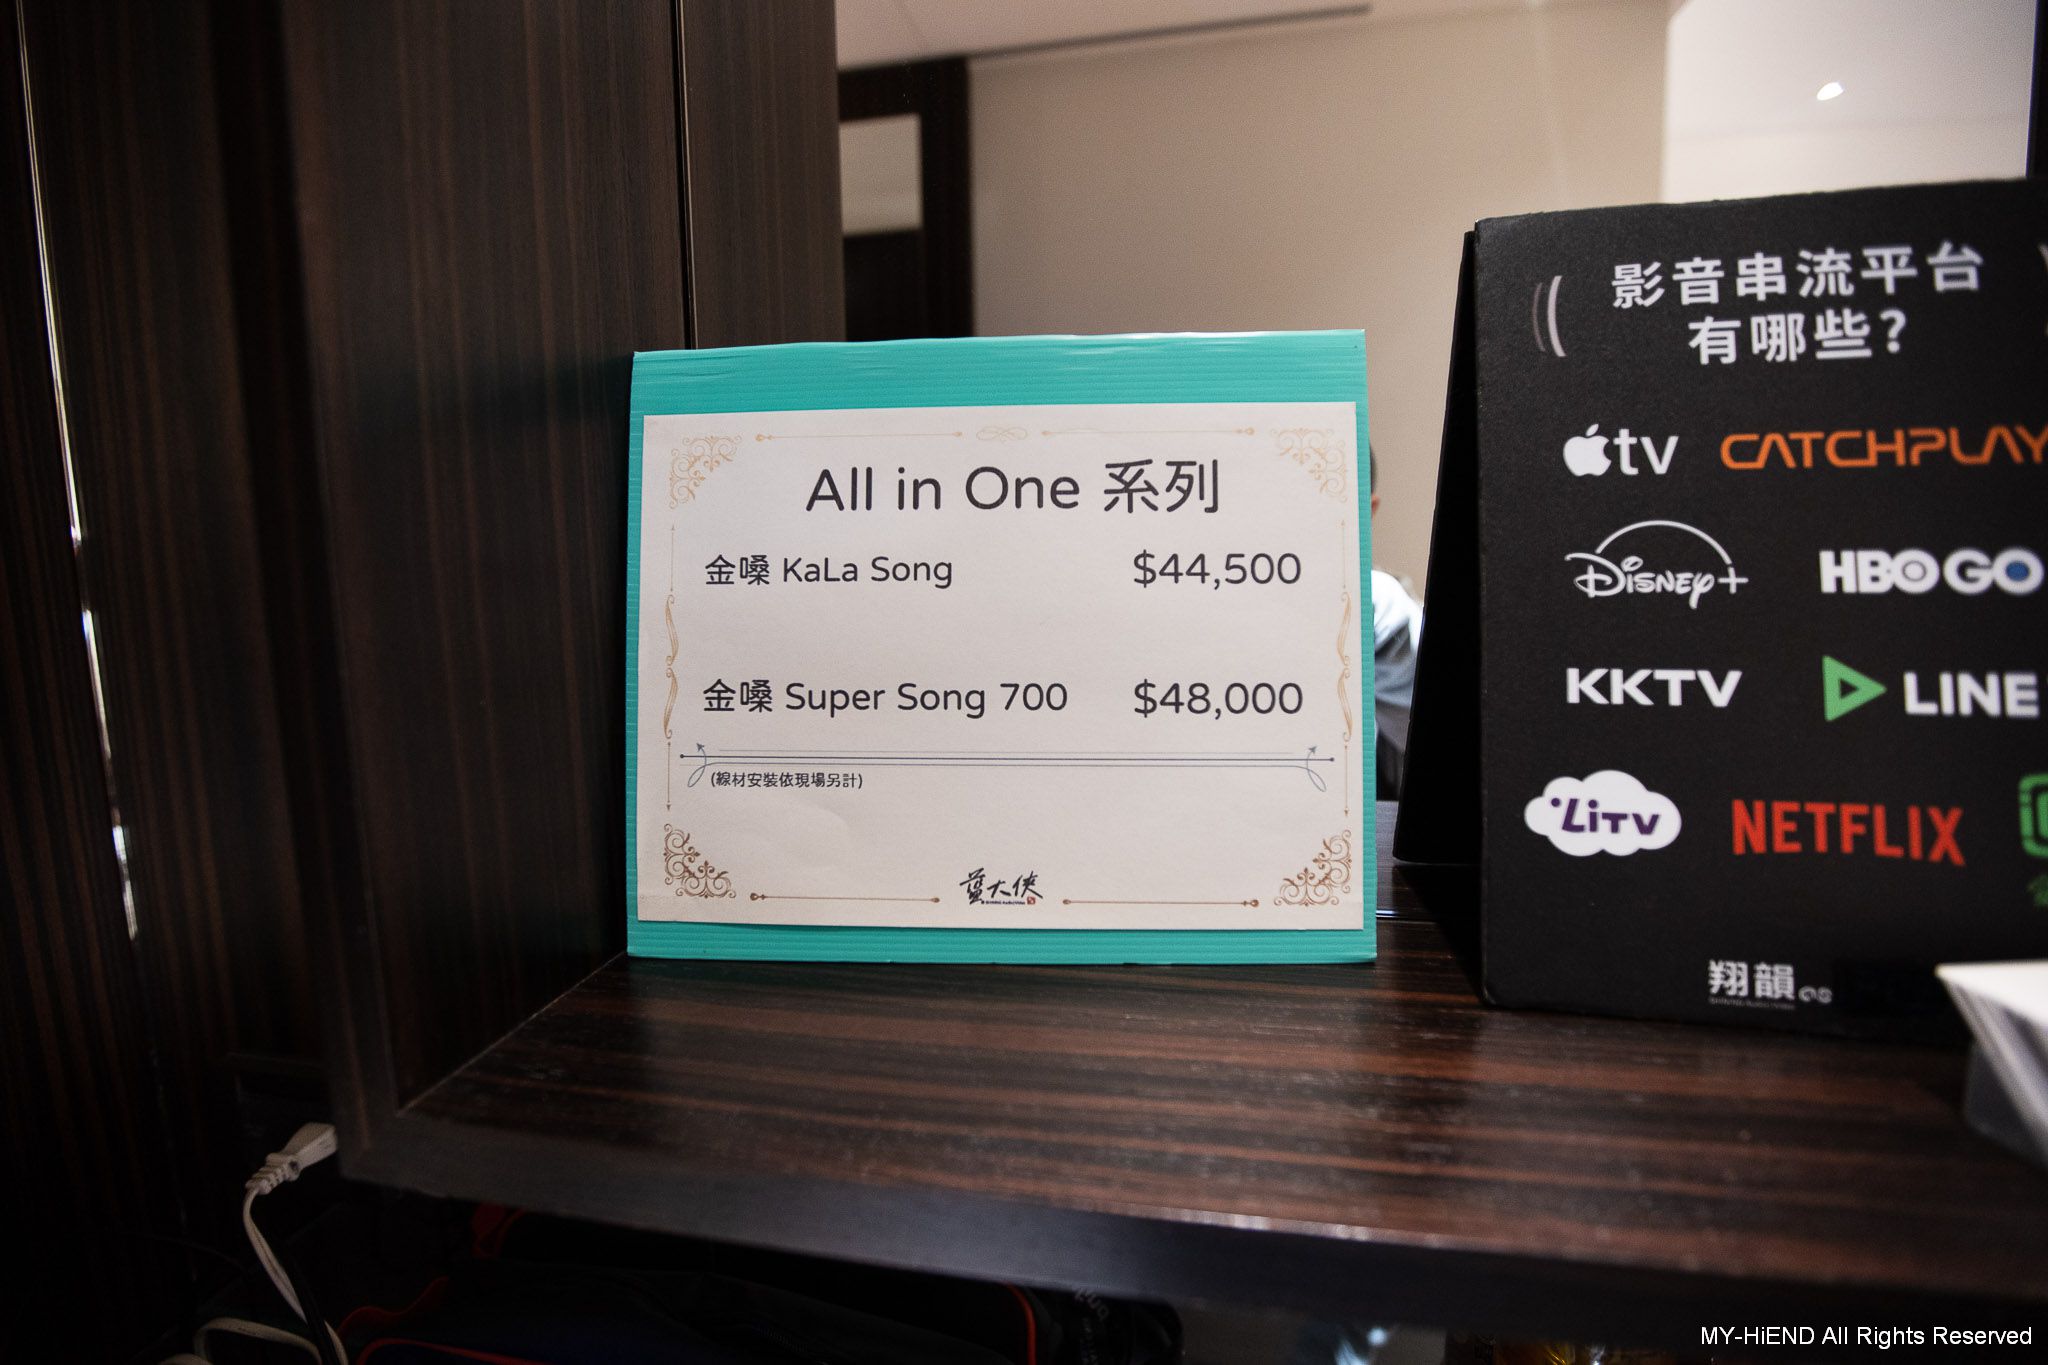 All in One 系列
金嗓 KaLa Song $44,500
金嗓 Super Song 700 $48,000
(線材安裝依現場另計)
藍大俠
影音串流平台
有哪些?
tv CATCHPLAY
Disney+ HBO GO
KKTV LINE
LiTV NETFLIX
翔韻
MY-HiEND All Rights Reserved